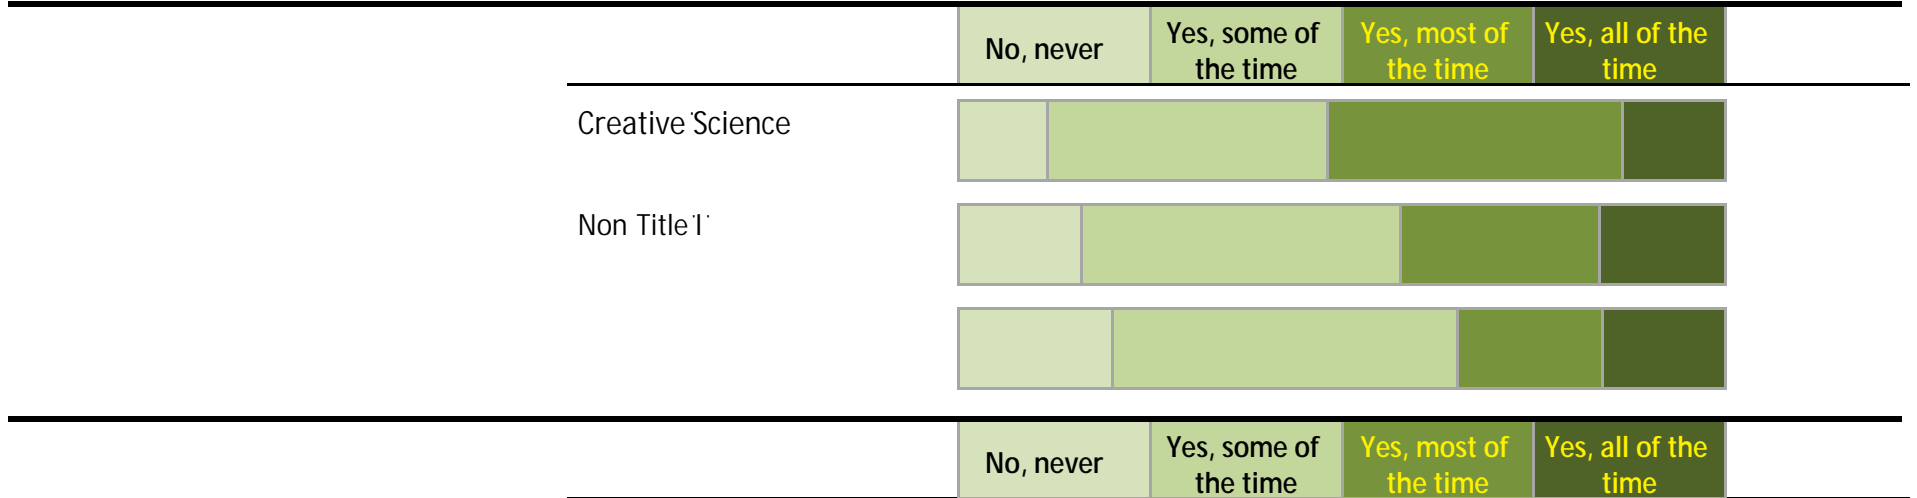 No, never
Yes, some of
the time
Yes, most of
the time
Yes, all of the
time
Creative Science
Non Title I
No, never
Yes, some of
the time
Yes, most of
the time
Yes, all of the
time